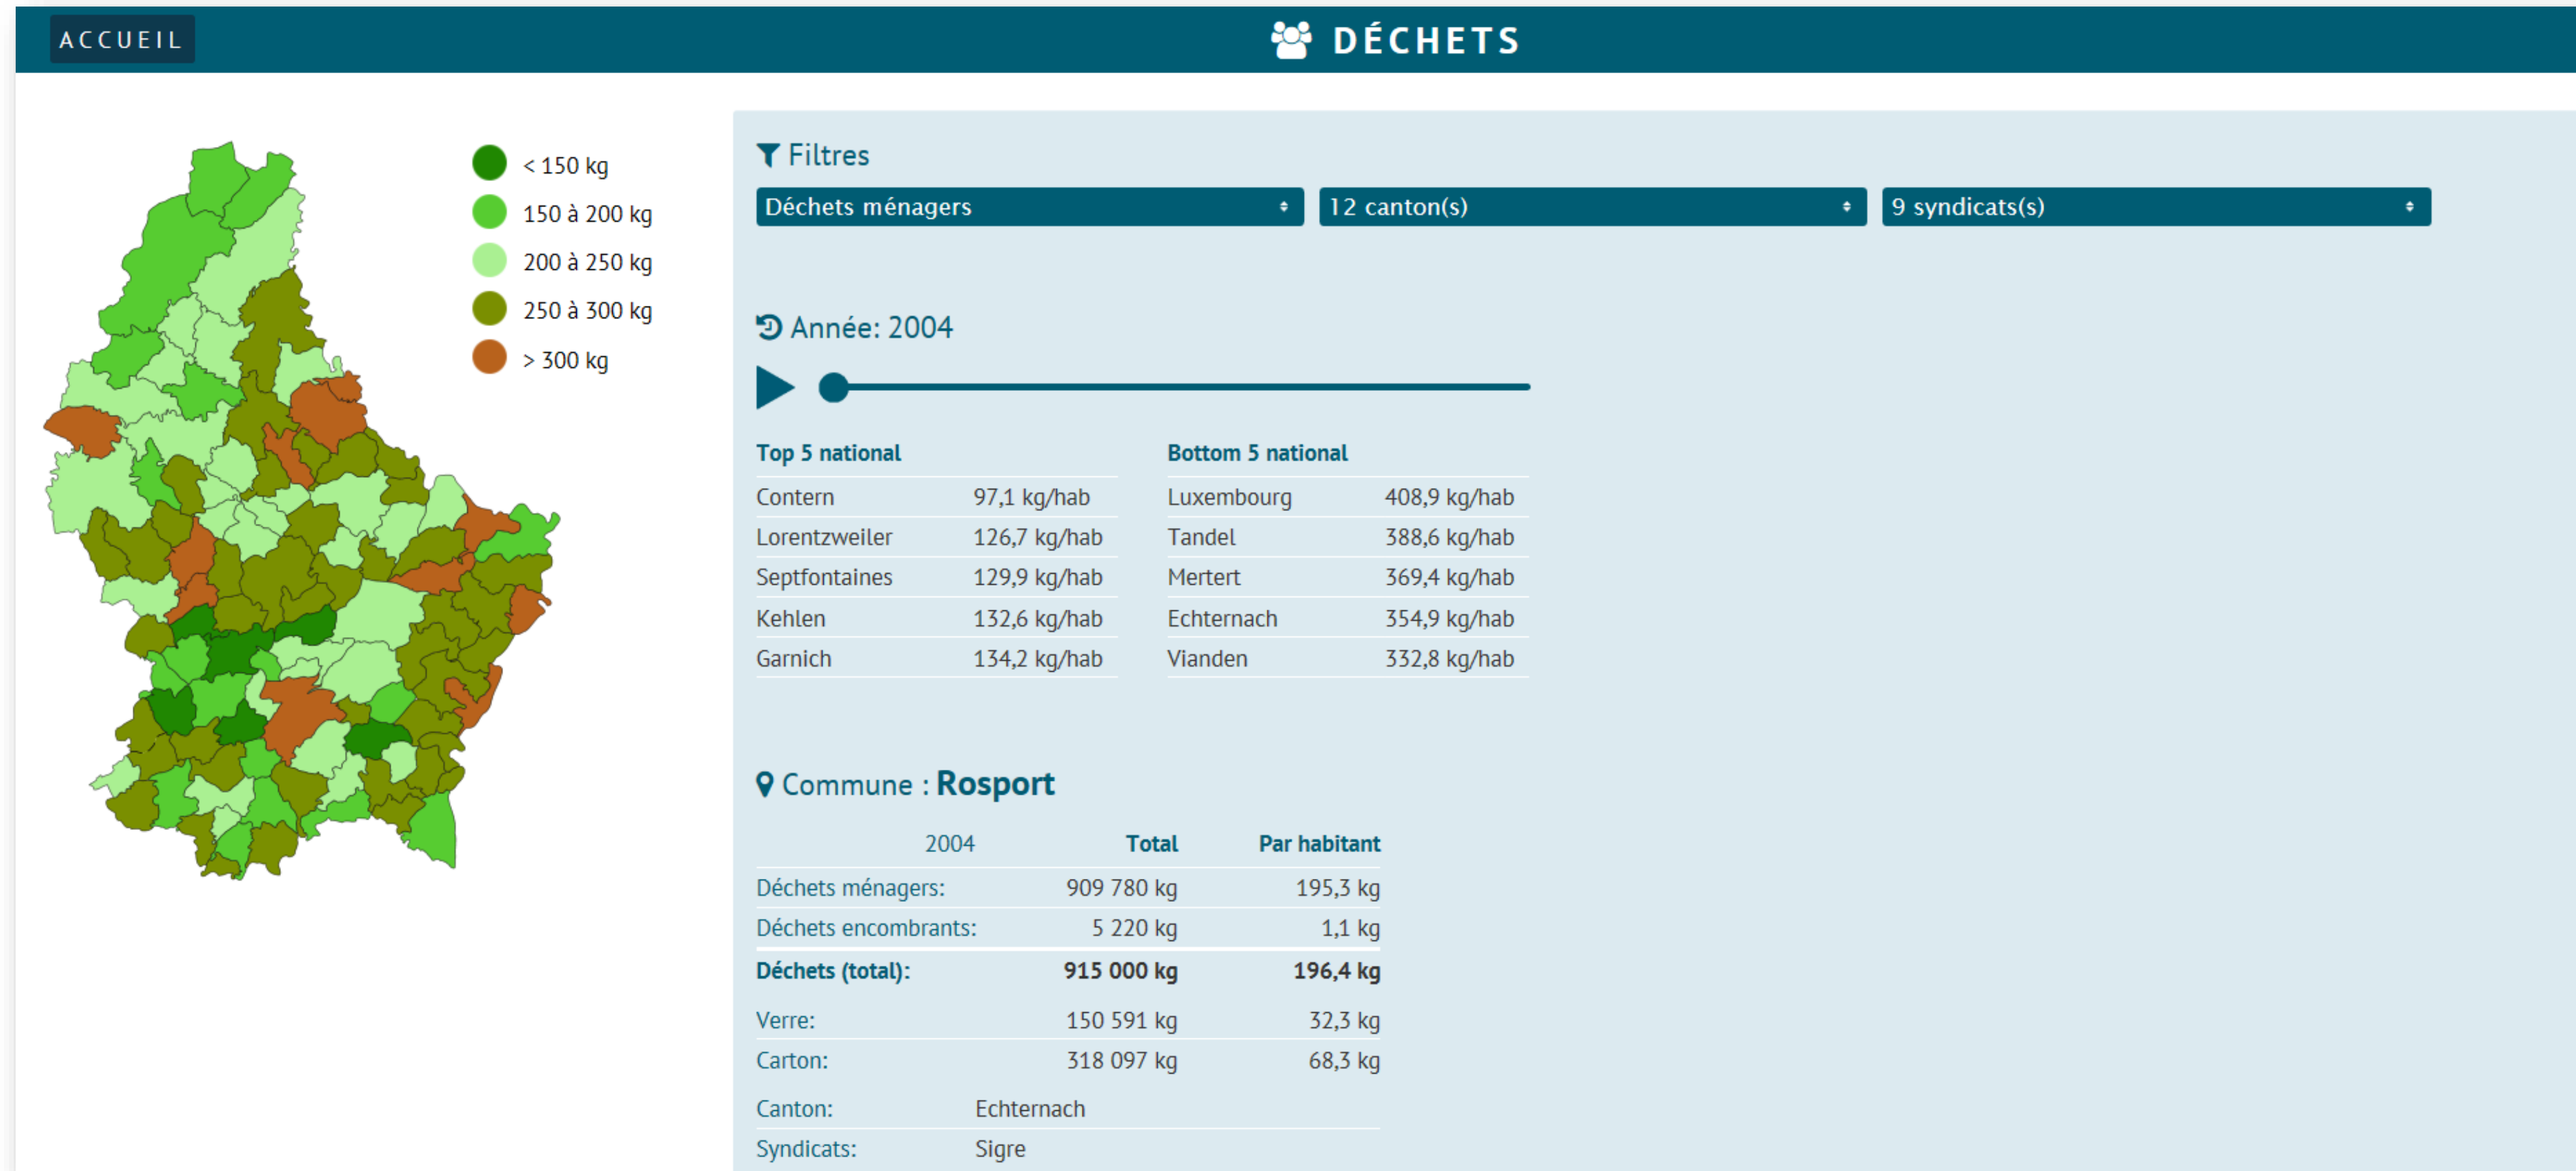 ACCUEIL
DÉCHETS
< 150 kg
150 à 200 kg
200 à 250 kg
250 à 300 kg
> 300 kg
Filtres
Déchets ménagers
12 canton(s)
9 syndicats(s)
Année: 2004
Top 5 national
Contern 97,1 kg/hab
Lorentzweiler 126,7 kg/hab
Septfontaines 129,9 kg/hab
Kehlen 132,6 kg/hab
Garnich 134,2 kg/hab
Bottom 5 national
Luxembourg 408,9 kg/hab
Tandel 388,6 kg/hab
Mertert 369,4 kg/hab
Echternach 354,9 kg/hab
Vianden 332,8 kg/hab
Commune : Rosport
2004 Total Par habitant
Déchets ménagers: 909 780 kg 195,3 kg
Déchets encombrants: 5 220 kg 1,1 kg
Déchets (total): 915 000 kg 196,4 kg
Verre: 150 591 kg 32,3 kg
Carton: 318 097 kg 68,3 kg
Canton: Echternach
Syndicats: Sigre